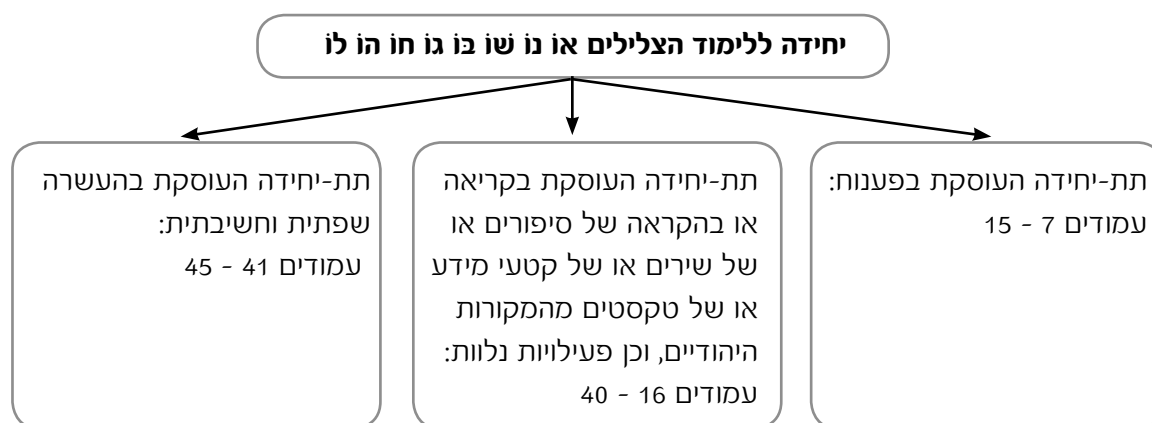 יחידה ללימוד הצלילים אוֹ נוֹ שׁוֹ בּוֹ גוֹ חוֹ הוֹ לוֹ
תת-יחידה העוסקת בפענוח:
עמודים 7 - 15
תת-יחידה העוסקת בקריאה
או בהקראה של סיפורים או
של שירים או של קטעי מידע
או של טקסטים מהמקורות
היהודיים, וכן פעילויות נלוות:
עמודים 16 - 40
תת-יחידה העוסקת בהעשרה
שפתית וחשיבתית:
עמודים 41 - 45